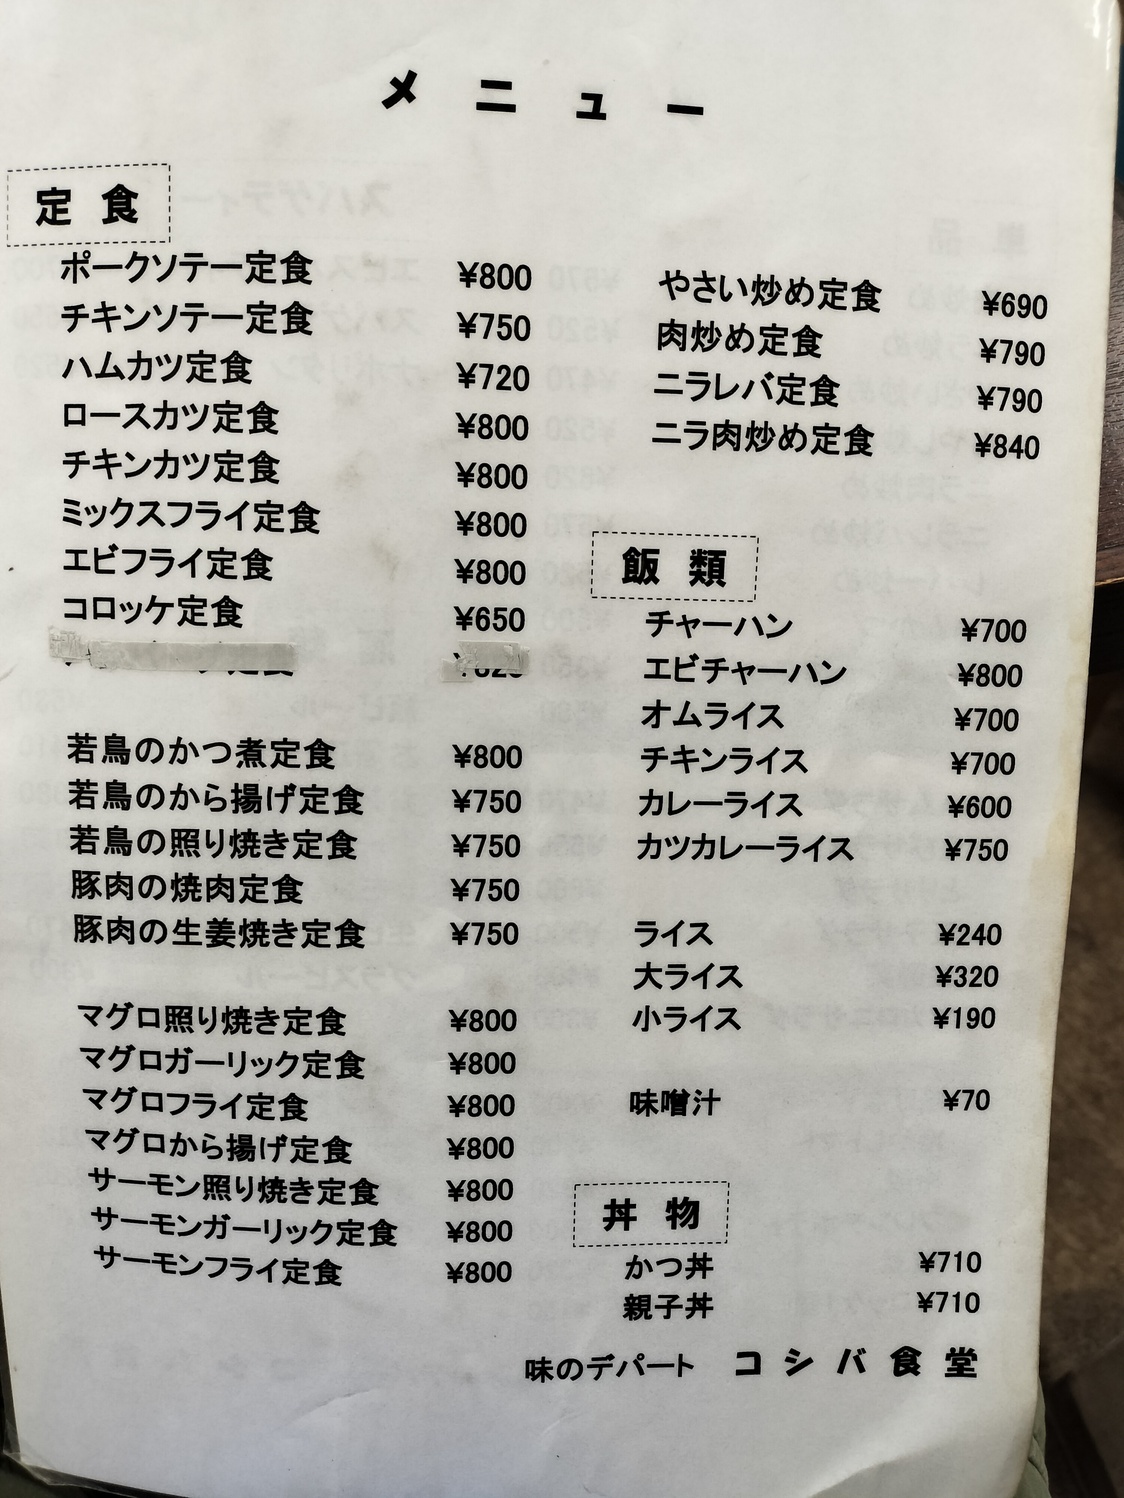 メニュー
定食
ポークソテー定食 ¥800
チキンソテー定食 ¥750
ハムカツ定食 ¥720
ロースカツ定食 ¥800
チキンカツ定食 ¥800
ミックスフライ定食 ¥800
エビフライ定食 ¥800
コロッケ定食 ¥650
定食
若鳥のかつ煮定食 ¥800
若鳥のから揚げ定食 ¥750
若鳥の照り焼き定食 ¥750
豚肉の焼肉定食 ¥750
豚肉の生姜焼き定食 ¥750
マグロ照り焼き定食 ¥800
マグロガーリック定食 ¥800
マグロフライ定食 ¥800
マグロから揚げ定食 ¥800
サーモン照り焼き定食 ¥800
サーモンガーリック定食 ¥800
サーモンフライ定食 ¥800
やさい炒め定食 ¥690
肉炒め定食 ¥790
ニラレバ定食 ¥790
ニラ肉炒め定食 ¥840
飯類
チャーハン ¥700
エビチャーハン ¥800
オムライス ¥700
チキンライス ¥700
カレーライス ¥600
カツカレーライス ¥750
ライス ¥240
大ライス ¥320
小ライス ¥190
味噌汁 ¥70
丼物
かつ丼 ¥710
親子丼 ¥710
味のデパート コシバ食堂